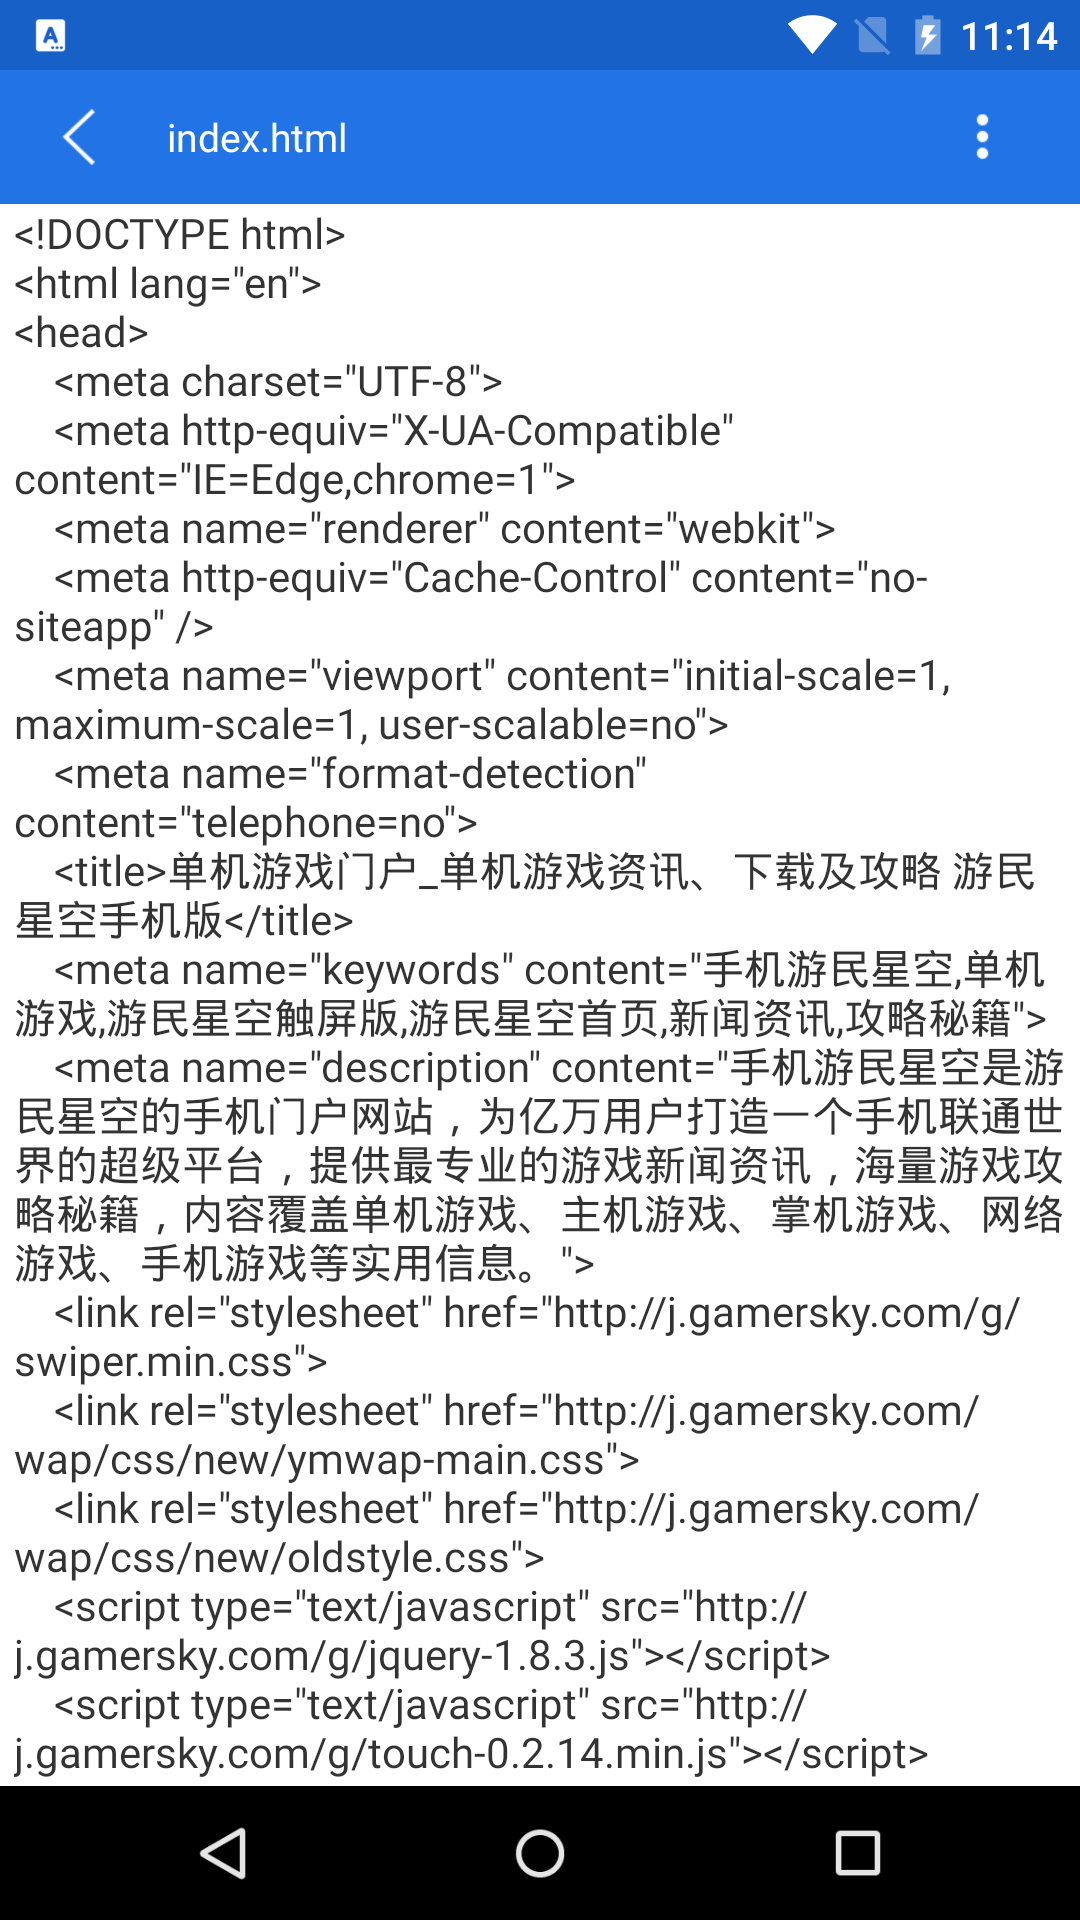 11:14
index.html
<!DOCTYPE html>
<html lang="en">
<head>
    <meta charset="UTF-8">
    <meta http-equiv="X-UA-Compatible"
content="IE=Edge,chrome=1">
    <meta name="renderer" content="webkit">
    <meta http-equiv="Cache-Control" content="no-
siteapp" />
    <meta name="viewport" content="initial-scale=1,
maximum-scale=1, user-scalable=no">
    <meta name="format-detection"
content="telephone=no">
    <title>单机游戏门户_单机游戏资讯、下载及攻略 游民
星空手机版</title>
    <meta name="keywords" content="手机游民星空,单机
游戏,游民星空触屏版,游民星空首页,新闻资讯,攻略秘籍">
    <meta name="description" content="手机游民星空是游
民星空的手机门户网站，为亿万用户打造一个手机联通世
界的超级平台，提供最专业的游戏新闻资讯，海量游戏攻
略秘籍，内容覆盖单机游戏、主机游戏、掌机游戏、网络
游戏、手机游戏等实用信息。">
    <link rel="stylesheet" href="http://j.gamersky.com/g/
swiper.min.css">
    <link rel="stylesheet" href="http://j.gamersky.com/
wap/css/new/ymwap-main.css">
    <link rel="stylesheet" href="http://j.gamersky.com/
wap/css/new/oldstyle.css">
    <script type="text/javascript" src="http://
j.gamersky.com/g/jquery-1.8.3.js"></script>
    <script type="text/javascript" src="http://
j.gamersky.com/g/touch-0.2.14.min.js"></script>